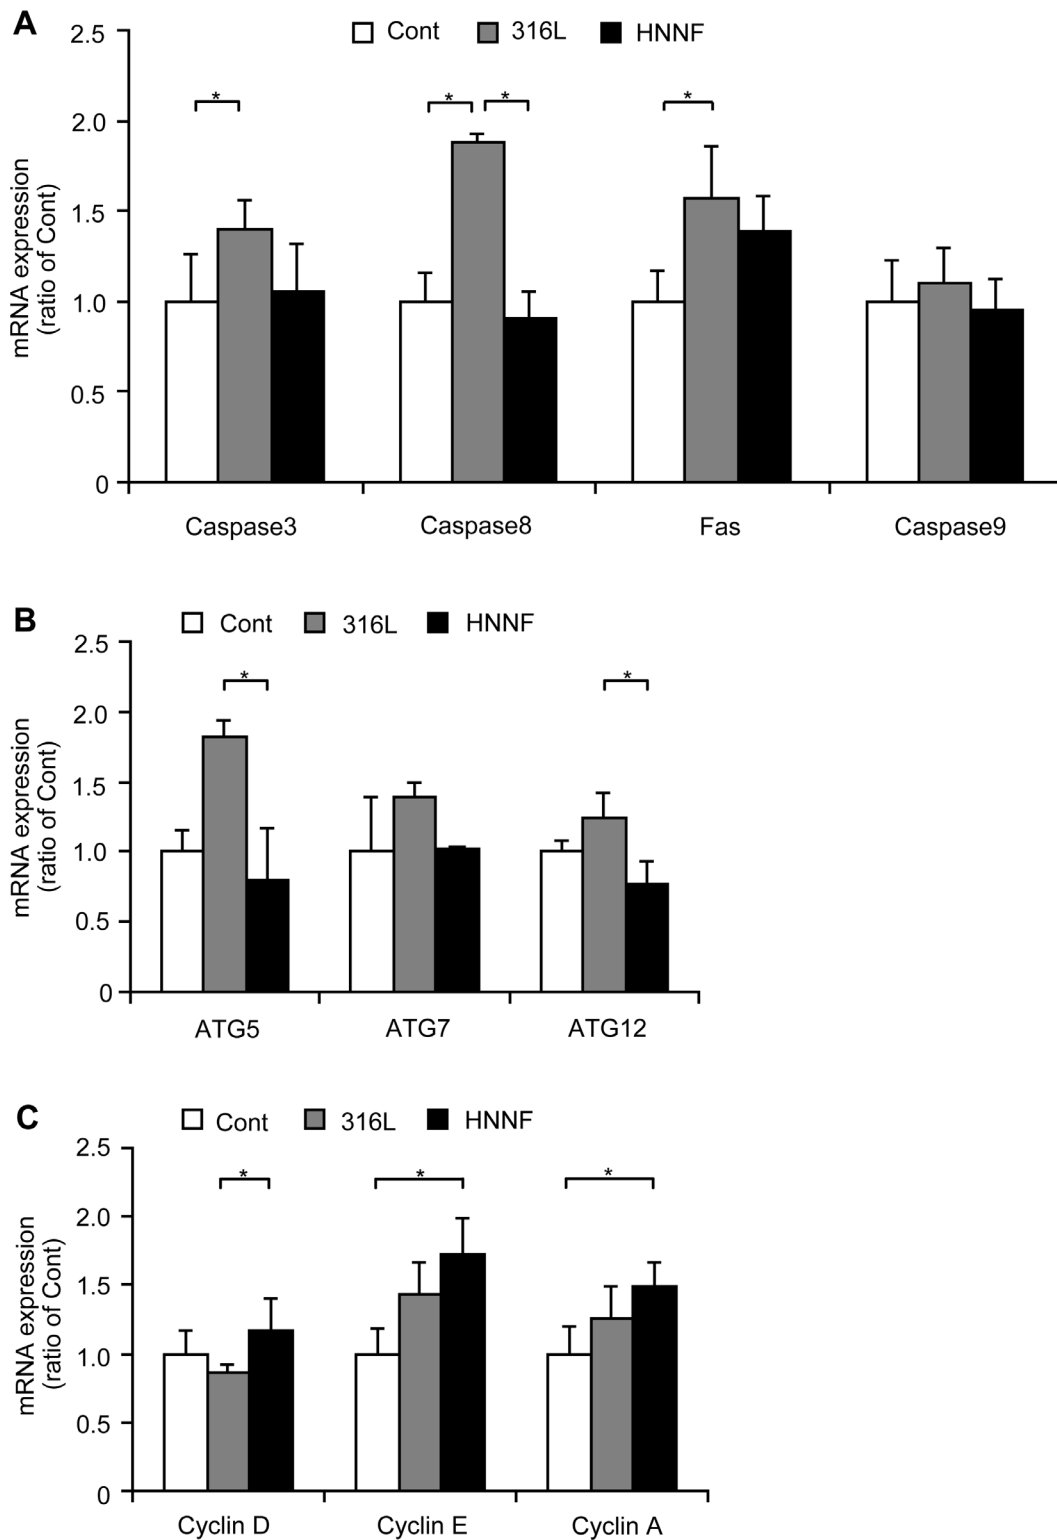 A
Cont 316L HNNF
mRNA expression
(ratio of Cont)
2.5
2.0
1.5
1.0
0.5
0
* * * *
Caspase3 Caspase8 Fas Caspase9
B
Cont 316L HNNF
mRNA expression
(ratio of Cont)
2.5
2.0
1.5
1.0
0.5
0
* *
ATG5 ATG7 ATG12
C
Cont 316L HNNF
mRNA expression
(ratio of Cont)
2.5
2.0
1.5
1.0
0.5
0
* * *
Cyclin D Cyclin E Cyclin A